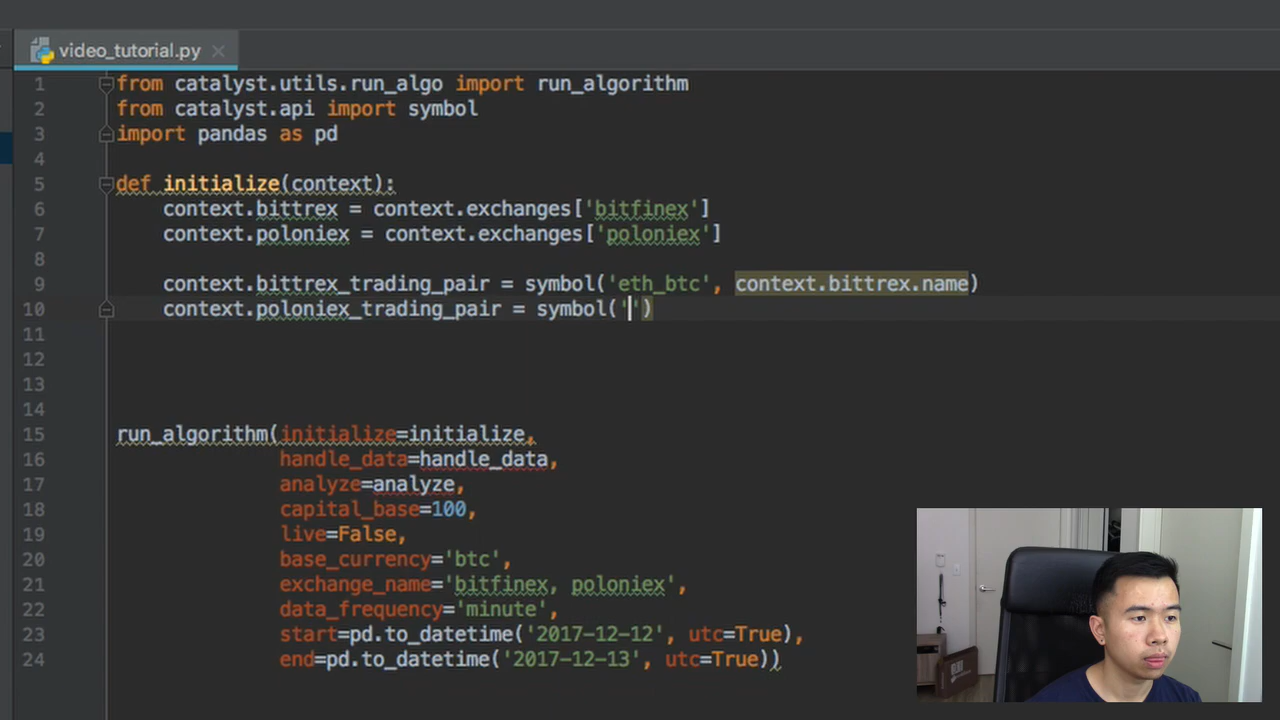 video_tutorial.py
1 from catalyst.utils.run_algo import run_algorithm
2 from catalyst.api import symbol
3 import pandas as pd
4
5 def initialize(context):
6 context.bittrex = context.exchanges['bitfinex']
7 context.poloniex = context.exchanges['poloniex']
8
9 context.bittrex_trading_pair = symbol('eth_btc', context.bittrex.name)
10 context.poloniex_trading_pair = symbol('')
11
12
13
14
15 run_algorithm(initialize=initialize,
16 handle_data=handle_data,
17 analyze=analyze,
18 capital_base=100,
19 live=False,
20 base_currency='btc',
21 exchange_name='bitfinex, poloniex',
22 data_frequency='minute',
23 start=pd.to_datetime('2017-12-12', utc=True),
24 end=pd.to_datetime('2017-12-13', utc=True))